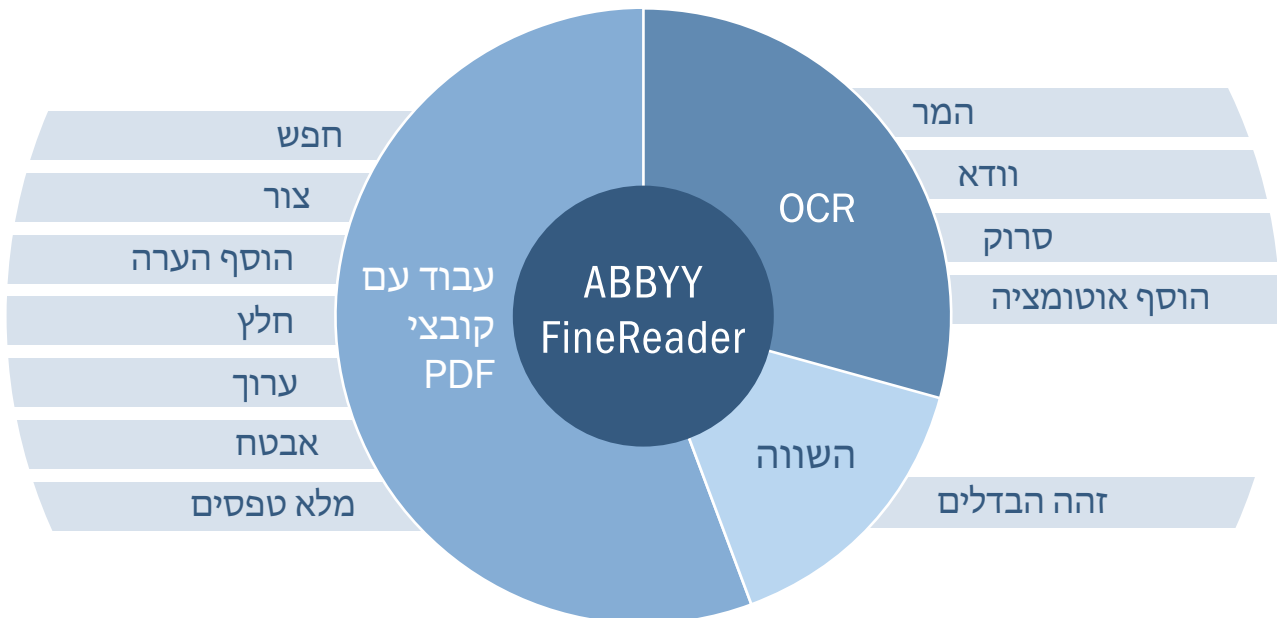 ABBYY
FineReader
OCR
המר
וודא
סרוק
הוסף אוטומציה
השווה
זהה הבדלים
עבוד עם
קובצי
PDF
חפש
צור
הוסף הערה
חלץ
ערוך
אבטח
מלא טפסים